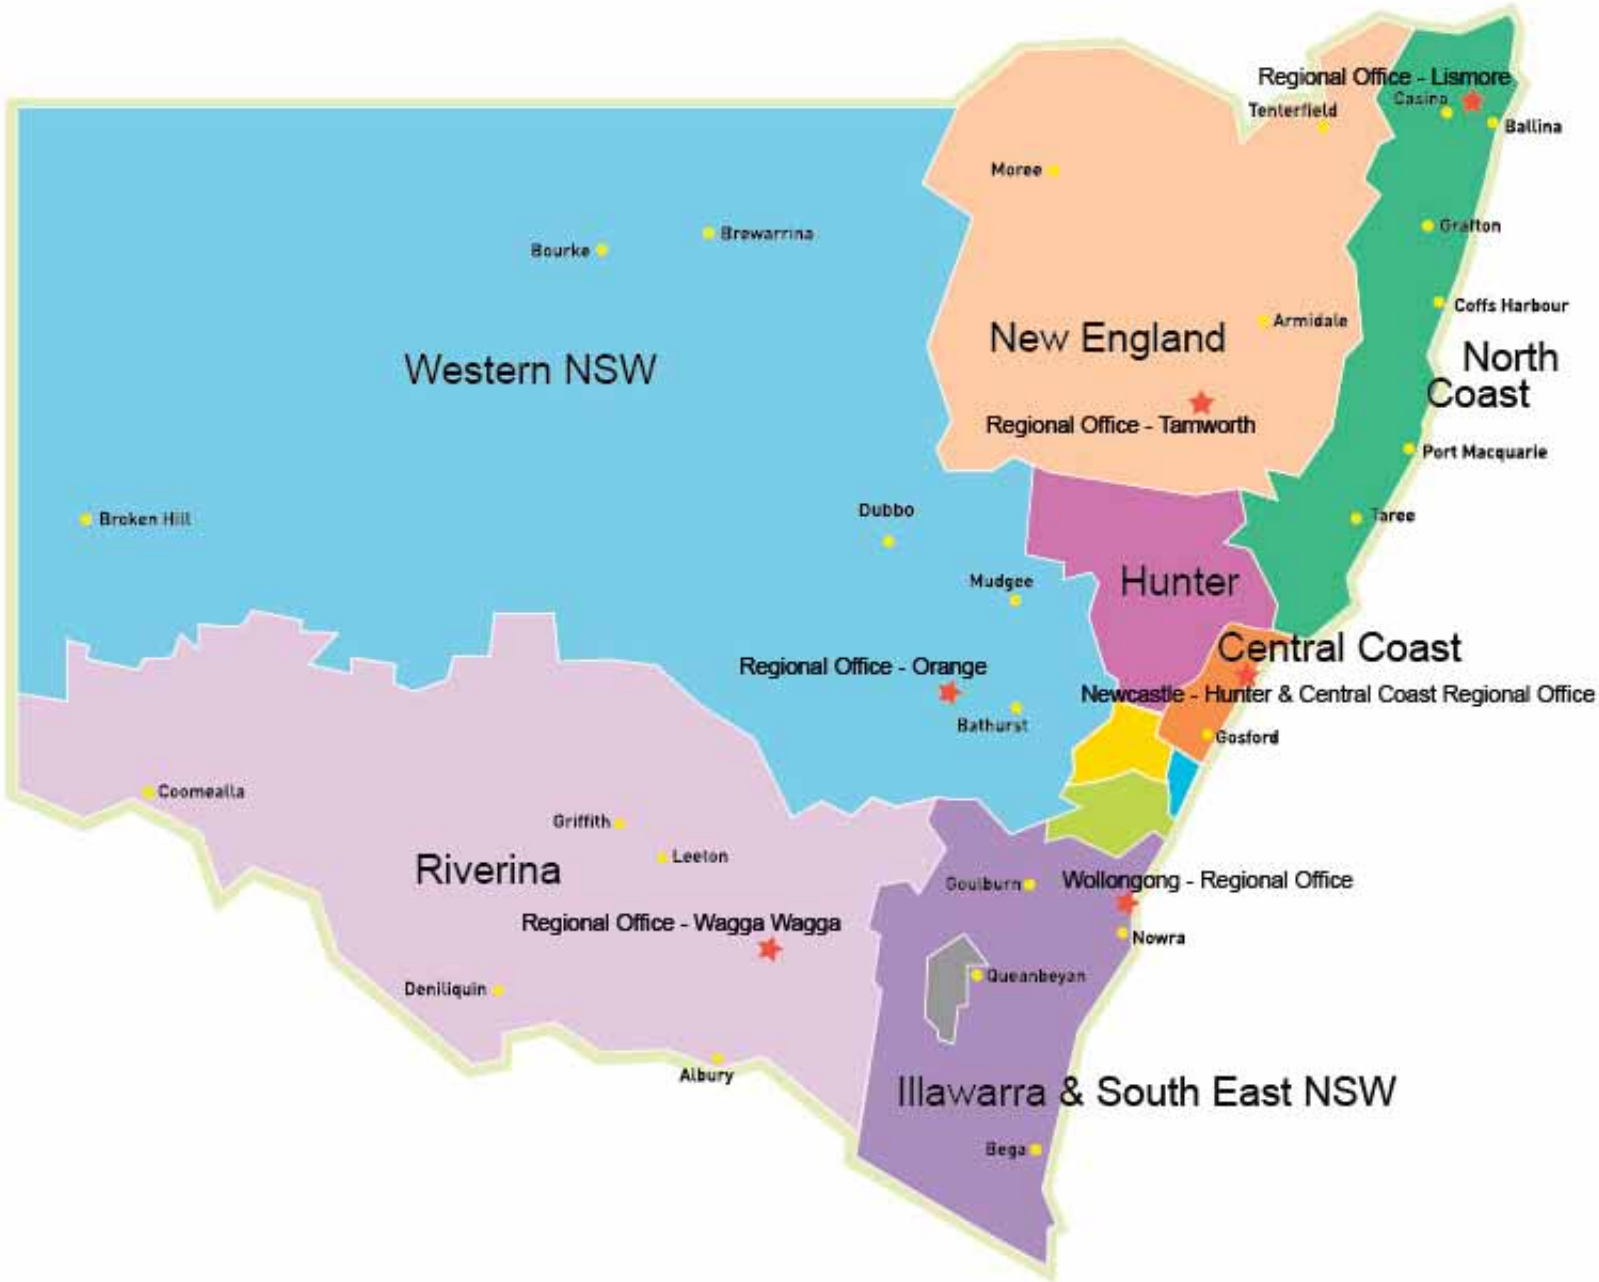 Regional Office - Lismore
Casino
Tenterfield
Ballina
Moree
Grafton
Brewarrina
Bourke
Coffs Harbour
Armidale
New England
North
Coast
Western NSW
Regional Office - Tamworth
Port Macquarie
Dubbo
Taree
Broken Hill
Mudgee
Hunter
Central Coast
Regional Office - Orange
Newcastle - Hunter & Central Coast Regional Office
Bathurst
Gosford
Coomealla
Griffith
Leeton
Riverina
Goulburn
Wollongong - Regional Office
Regional Office - Wagga Wagga
Nowra
Queanbeyan
Deniliquin
Albury
Illawarra & South East NSW
Bega